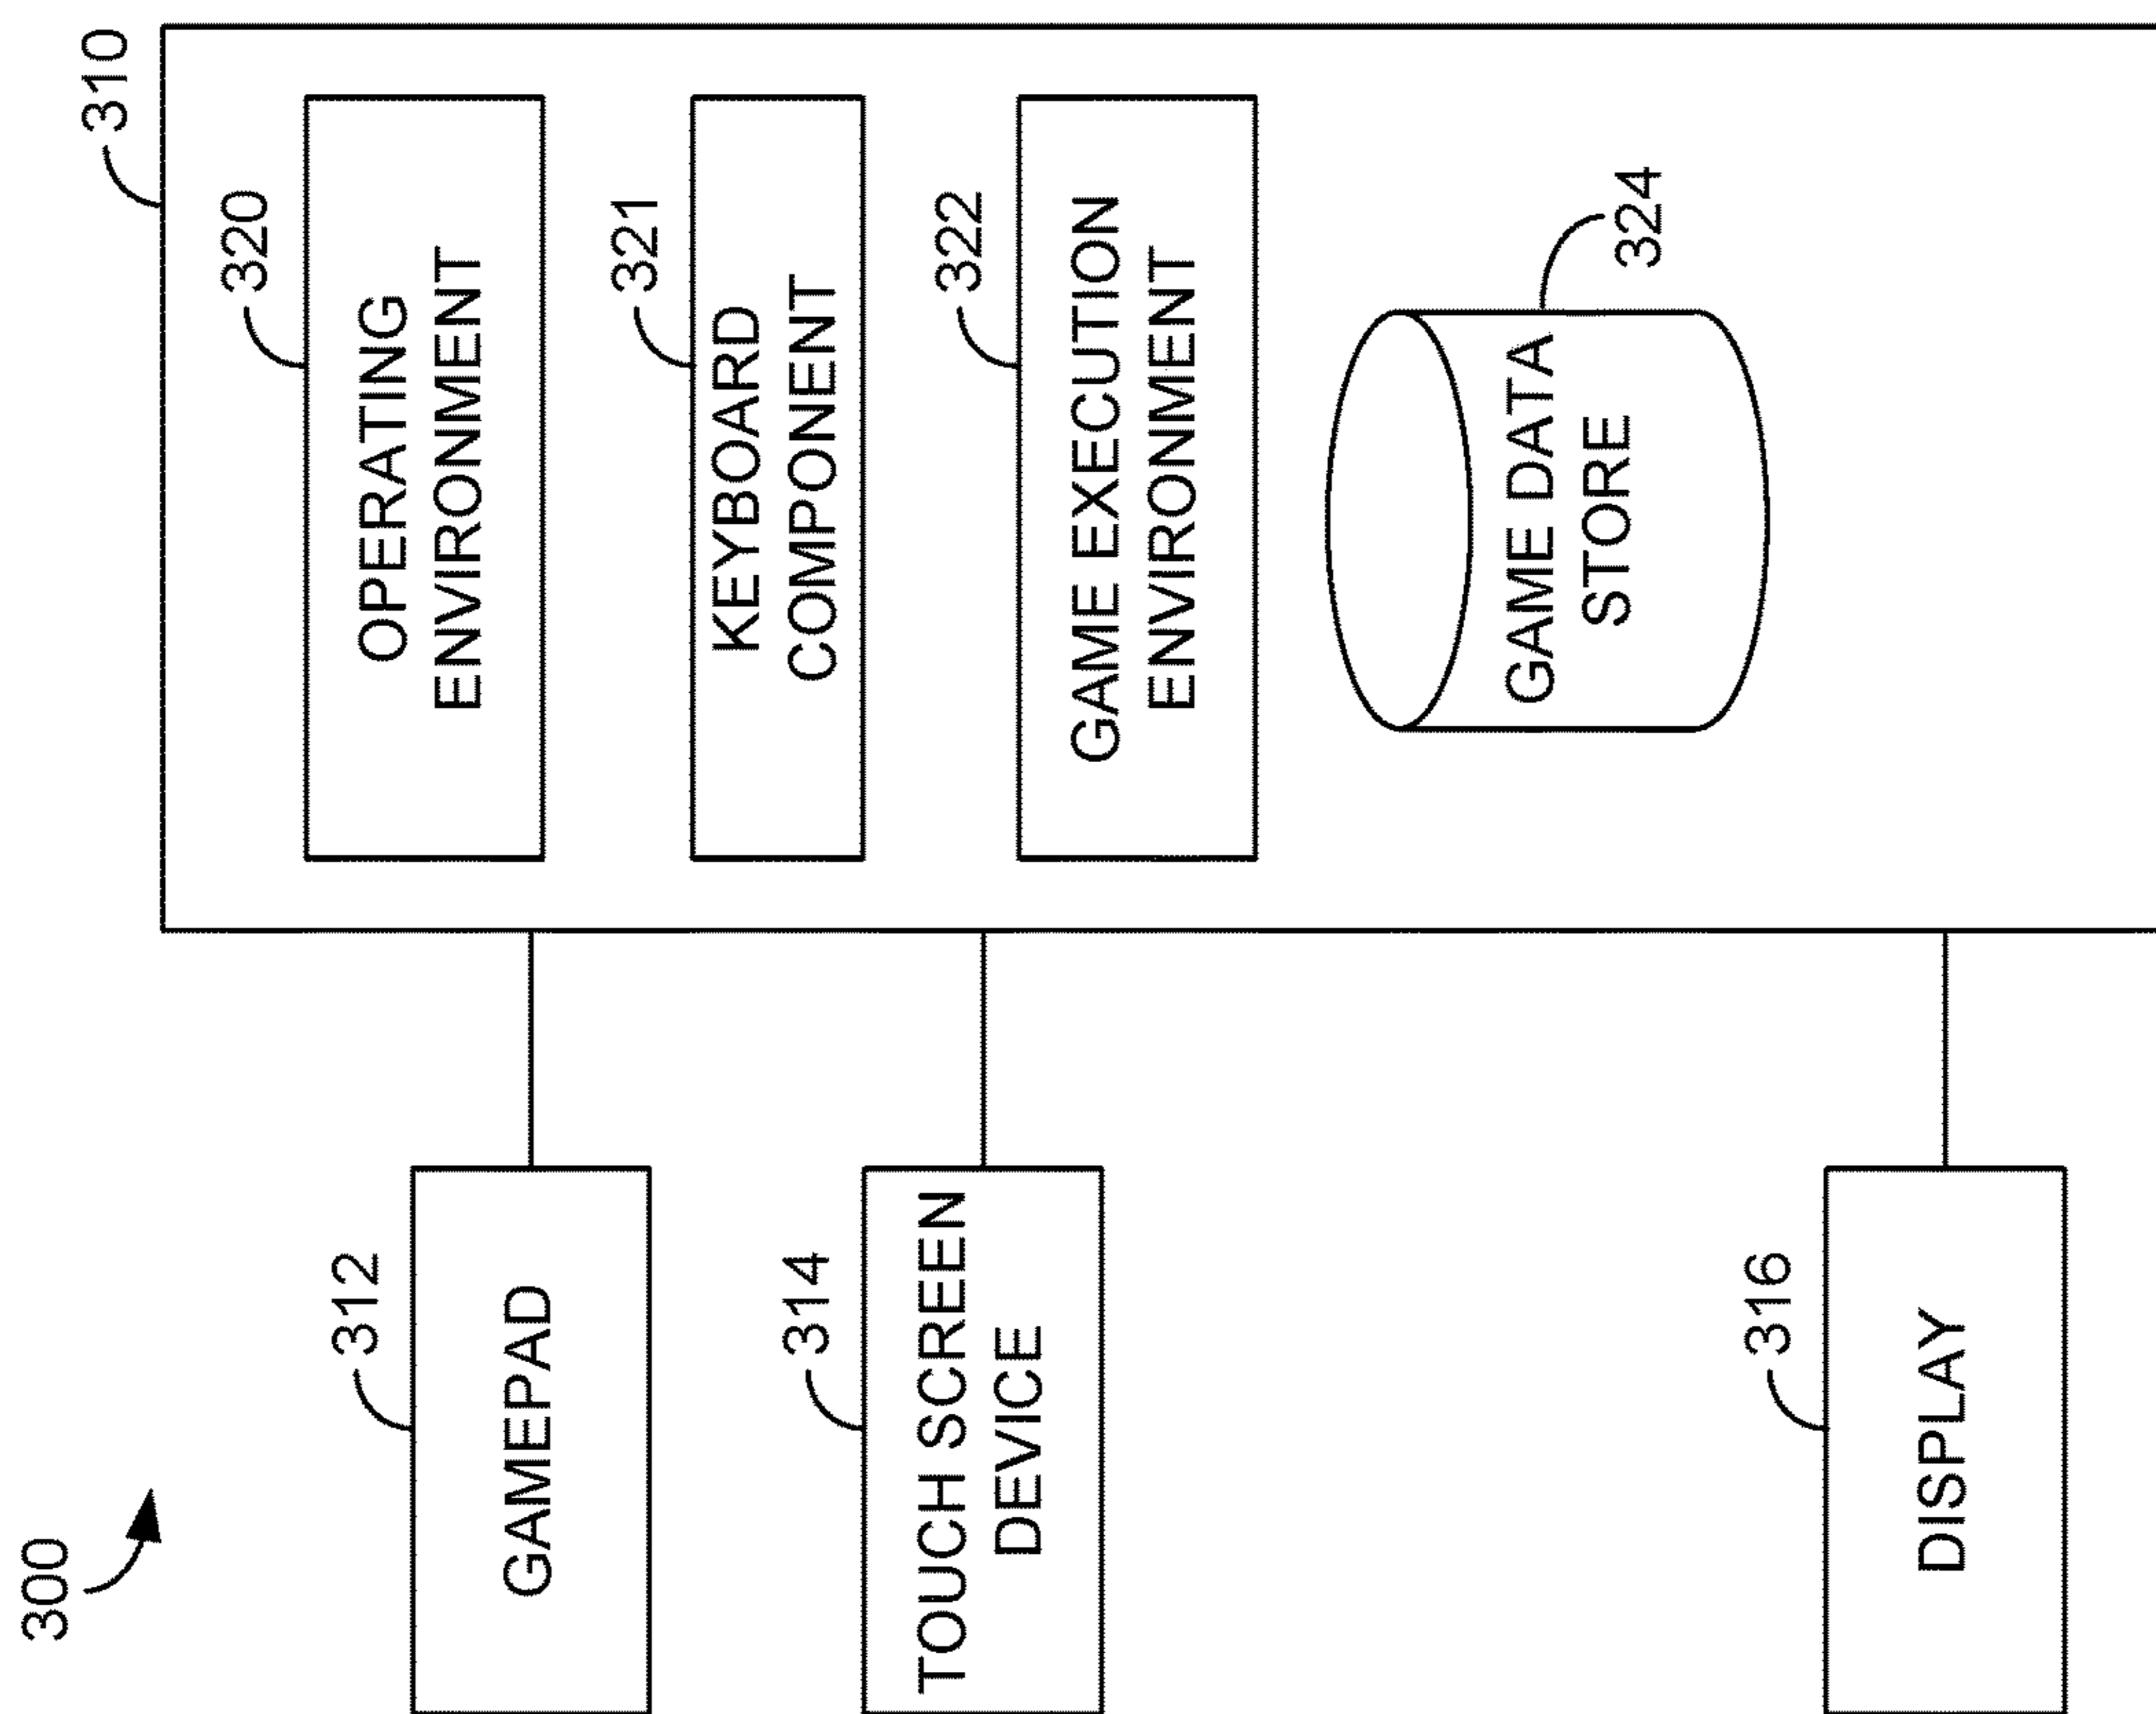 300
310
312
GAMEPAD
314
TOUCH SCREEN
DEVICE
316
DISPLAY
320
OPERATING
ENVIRONMENT
321
KEYBOARD
COMPONENT
322
GAME EXECUTION
ENVIRONMENT
324
GAME DATA
STORE